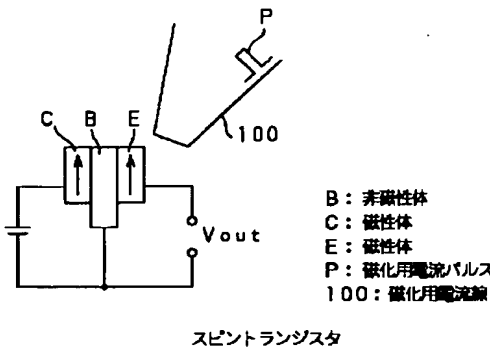 P
C B E
100
Vout
B: 非磁性体
C: 磁性体
E: 磁性体
P: 磁化用電流パルス
100: 磁化用電流線
スピントランジスタ